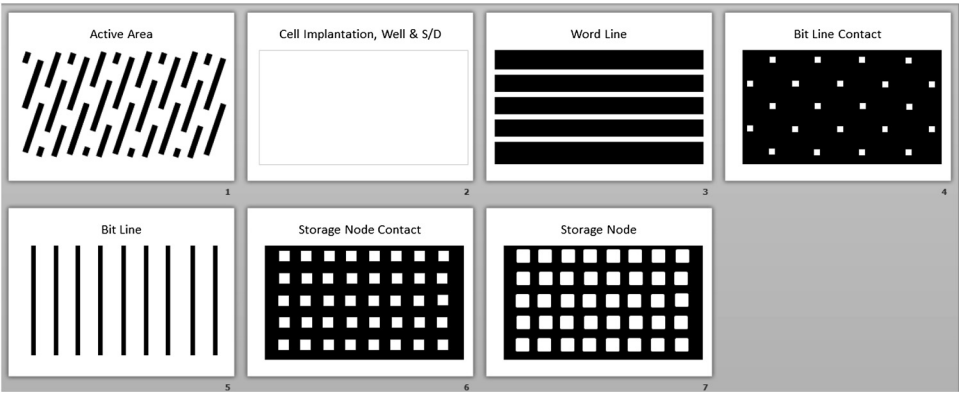 Active Area
Cell Implantation, Well & S/D
Word Line
Bit Line Contact
1
2
3
4
Bit Line
Storage Node Contact
Storage Node
5
6
7